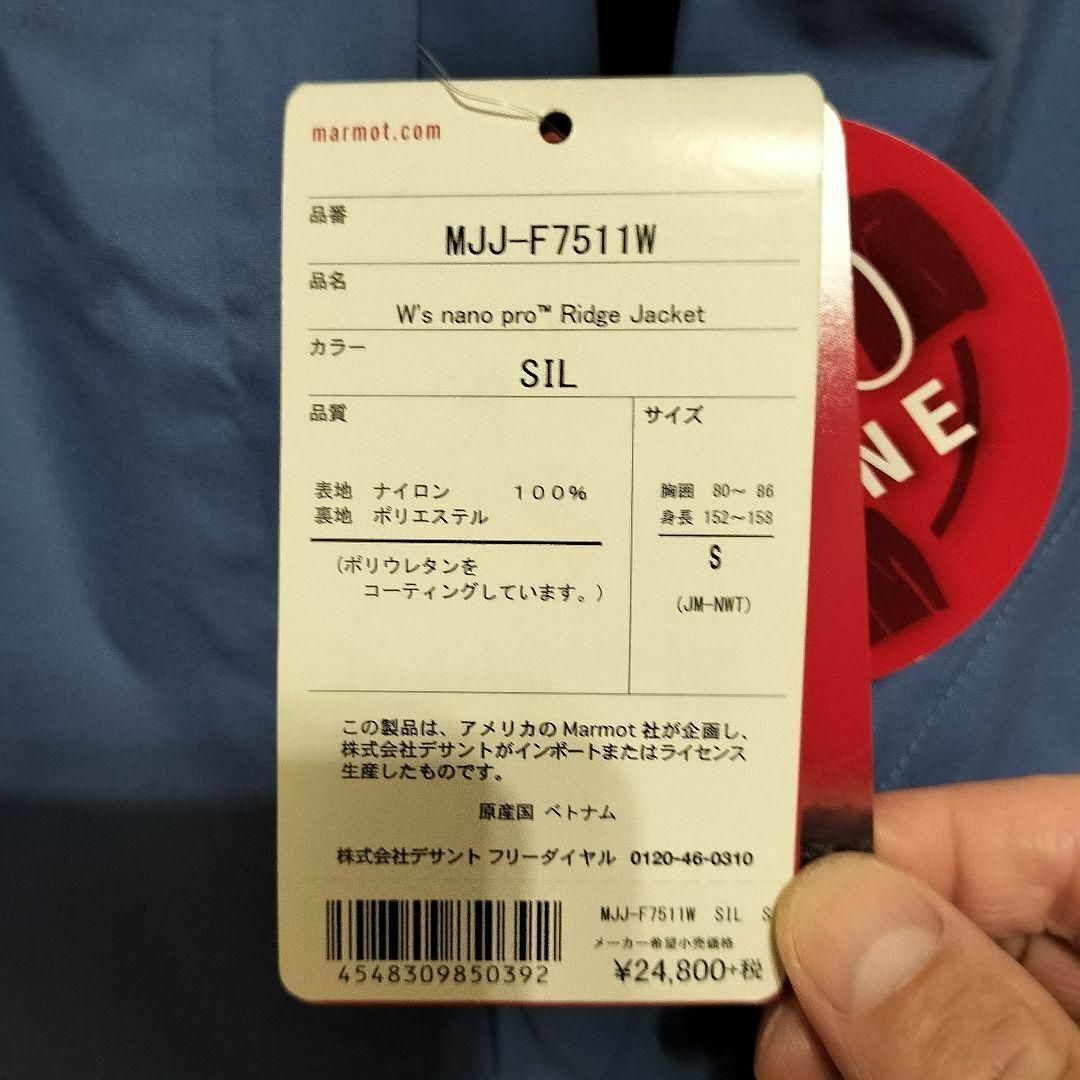 marmot.com
品番
MJJ-F7511W
品名
W's nano pro™ Ridge Jacket
カラー
SIL
品質
サイズ
表地 ナイロン 100%
裏地 ポリエステル
(ポリウレタンを
コーティングしています。)
胸囲 80～ 86
身長 152～158
S
(JM-NWT)
この製品は、アメリカのMarmot 社が企画し、
株式会社デサントがインポートまたはライセンス
生産したものです。
原産国 ベトナム
株式会社デサント フリーダイヤル 0120-46-0310
MJJ-F7511W SIL S
メーカー希望小売価格
¥24,800+税
4548309850392
NE